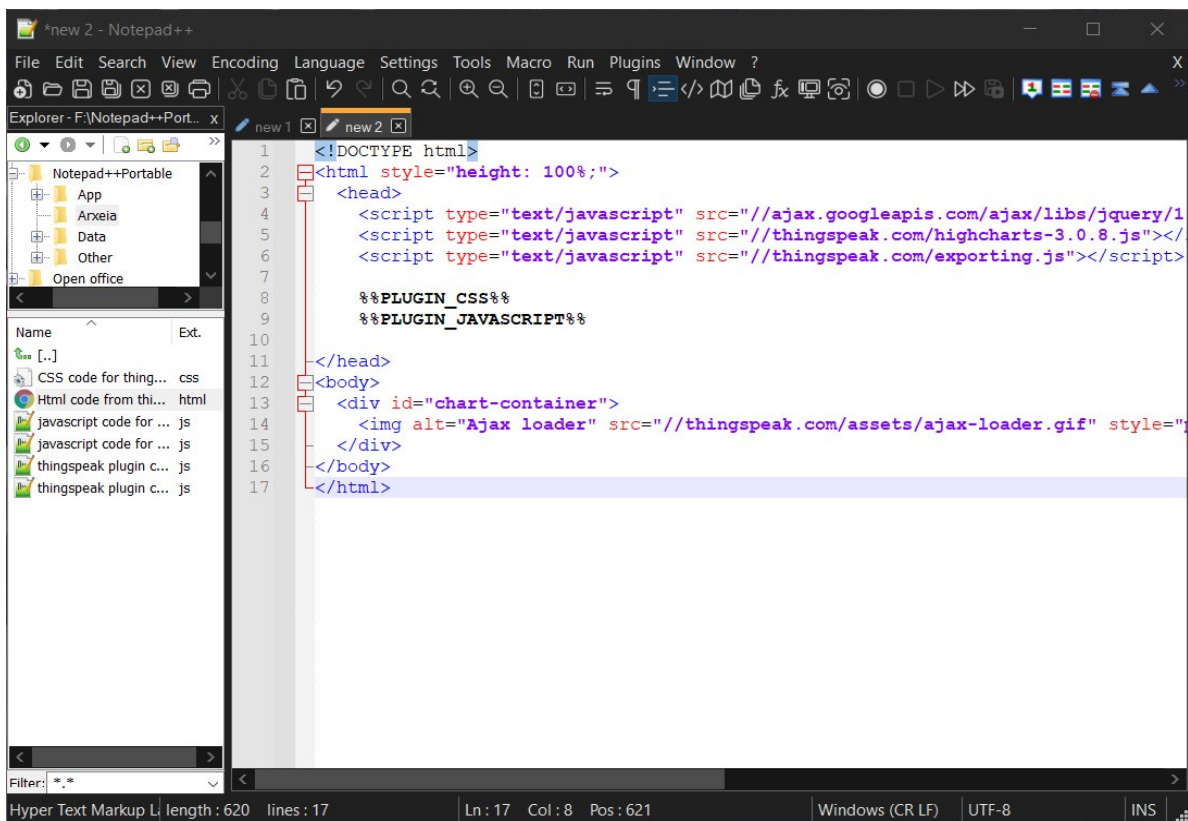 *new 2 - Notepad++
File Edit Search View Encoding Language Settings Tools Macro Run Plugins Window ? X
Explorer - F:\Notepad++Port... x
new 1 new 2
Notepad++Portable
App
Arxeia
Data
Other
Open office
Name Ext.
[..]
CSS code for thing... css
Html code from thi... html
javascript code for ... js
javascript code for ... js
thingspeak plugin c... js
thingspeak plugin c... js
Filter: *.*
1 <!DOCTYPE html>
2 <html style="height: 100%;">
3 <head>
4 <script type="text/javascript" src="//ajax.googleapis.com/ajax/libs/jquery/1
5 <script type="text/javascript" src="//thingspeak.com/highcharts-3.0.8.js"></
6 <script type="text/javascript" src="//thingspeak.com/exporting.js"></script>
7
8 %%PLUGIN_CSS%%
9 %%PLUGIN_JAVASCRIPT%%
10
11 </head>
12 <body>
13 <div id="chart-container">
14 <img alt="Ajax loader" src="//thingspeak.com/assets/ajax-loader.gif" style="
15 </div>
16 </body>
17 </html>
Hyper Text Markup L length : 620 lines : 17 Ln : 17 Col : 8 Pos : 621 Windows (CR LF) UTF-8 INS